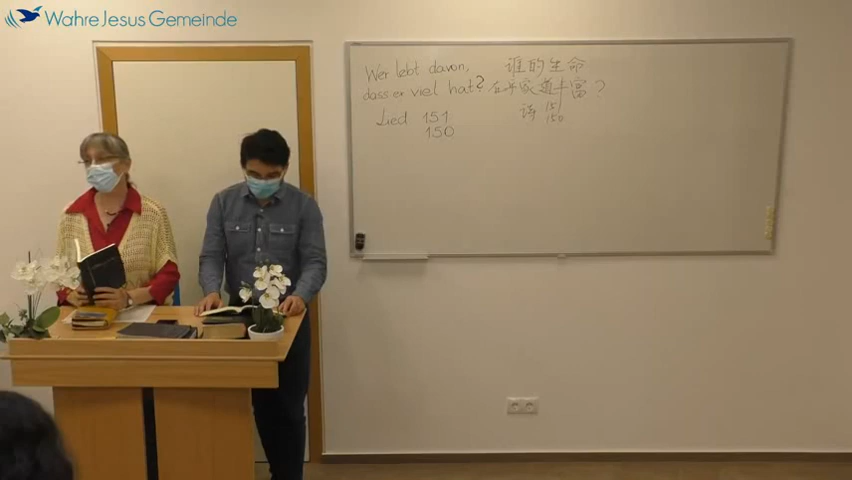 Wahre Jesus Gemeinde
Wer lebt davon,
dass er viel hat?
Lied 151
150
谁的生命
在乎家道丰富?
诗 151
150